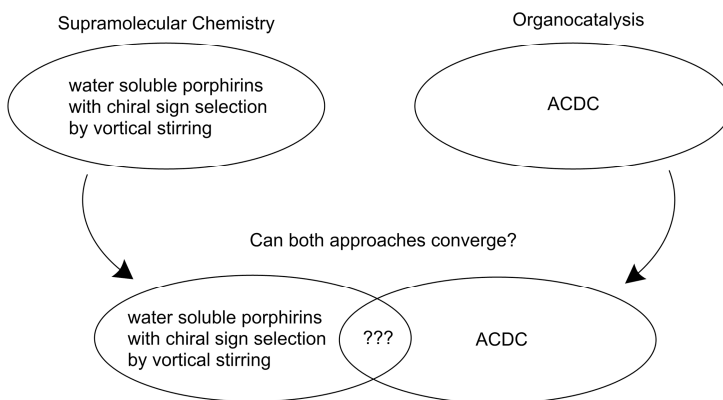 Supramolecular Chemistry
Organocatalysis
water soluble porphirins
with chiral sign selection
by vortical stirring
ACDC
Can both approaches converge?
water soluble porphirins
with chiral sign selection
by vortical stirring
???
ACDC